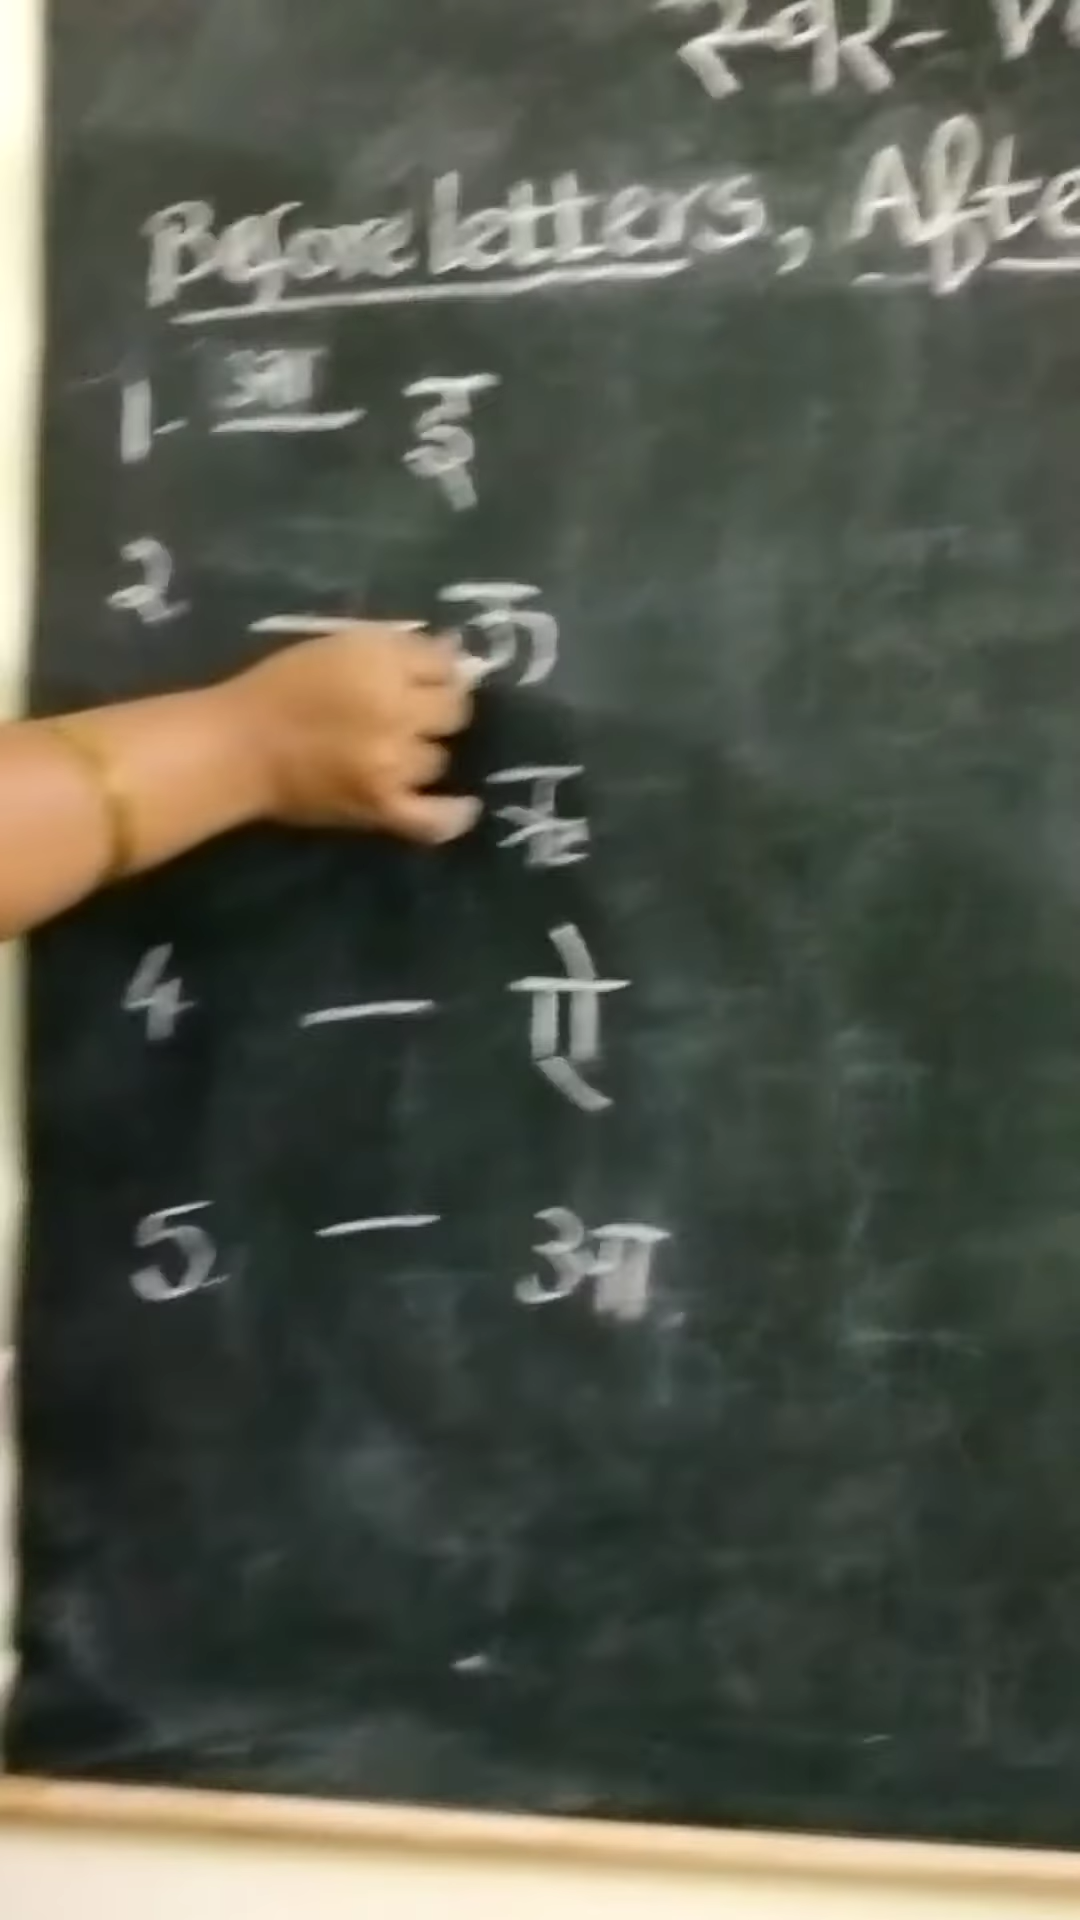 स्वर-
Before letters, Afte
1- आ इ
2 — ऊ
ऋ
4 — ऐ
5 — आ